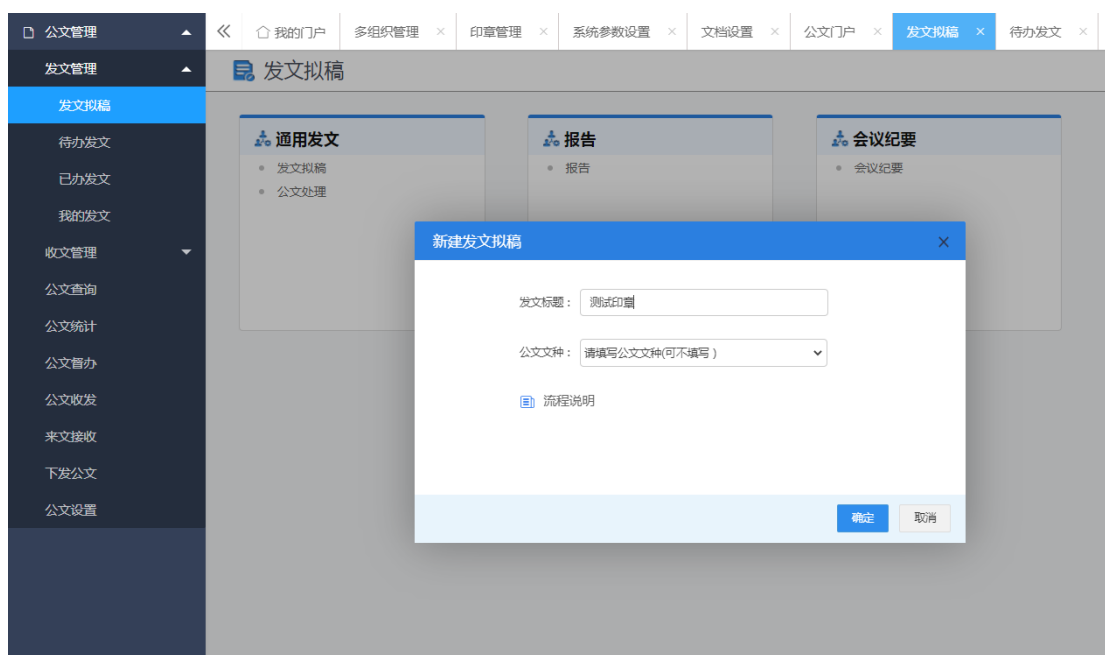 公文管理
我的门户 多组织管理 × 印章管理 × 系统参数设置 × 文档设置 × 公文门户 × 发文拟稿 × 待办发文 ×
发文管理
发文拟稿
待办发文
已办发文
我的发文
收文管理
公文查询
公文统计
公文督办
公文收发
来文接收
下发公文
公文设置
发文拟稿
通用发文
发文拟稿
公文处理
报告
报告
会议纪要
会议纪要
新建发文拟稿 ×
发文标题： 测试印章
公文文种： 请填写公文文种(可不填写)
流程说明
确定 取消